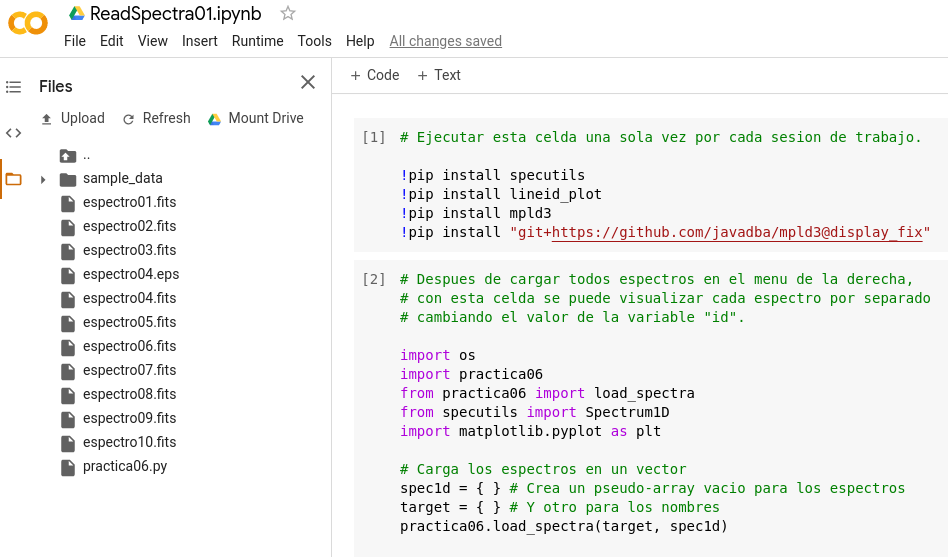 ReadSpectra01.ipynb
File Edit View Insert Runtime Tools Help All changes saved
Files
Upload Refresh Mount Drive
..
sample_data
espectro01.fits
espectro02.fits
espectro03.fits
espectro04.eps
espectro04.fits
espectro05.fits
espectro06.fits
espectro07.fits
espectro08.fits
espectro09.fits
espectro10.fits
practica06.py
+ Code + Text
[1] # Ejecutar esta celda una sola vez por cada sesion de trabajo.
!pip install specutils
!pip install lineid_plot
!pip install mpld3
!pip install "git+https://github.com/javadba/mpld3@display_fix"
[2] # Despues de cargar todos espectros en el menu de la derecha,
# con esta celda se puede visualizar cada espectro por separado
# cambiando el valor de la variable "id".
import os
import practica06
from practica06 import load_spectra
from specutils import Spectrum1D
import matplotlib.pyplot as plt
# Carga los espectros en un vector
spec1d = { } # Crea un pseudo-array vacio para los espectros
target = { } # Y otro para los nombres
practica06.load_spectra(target, spec1d)